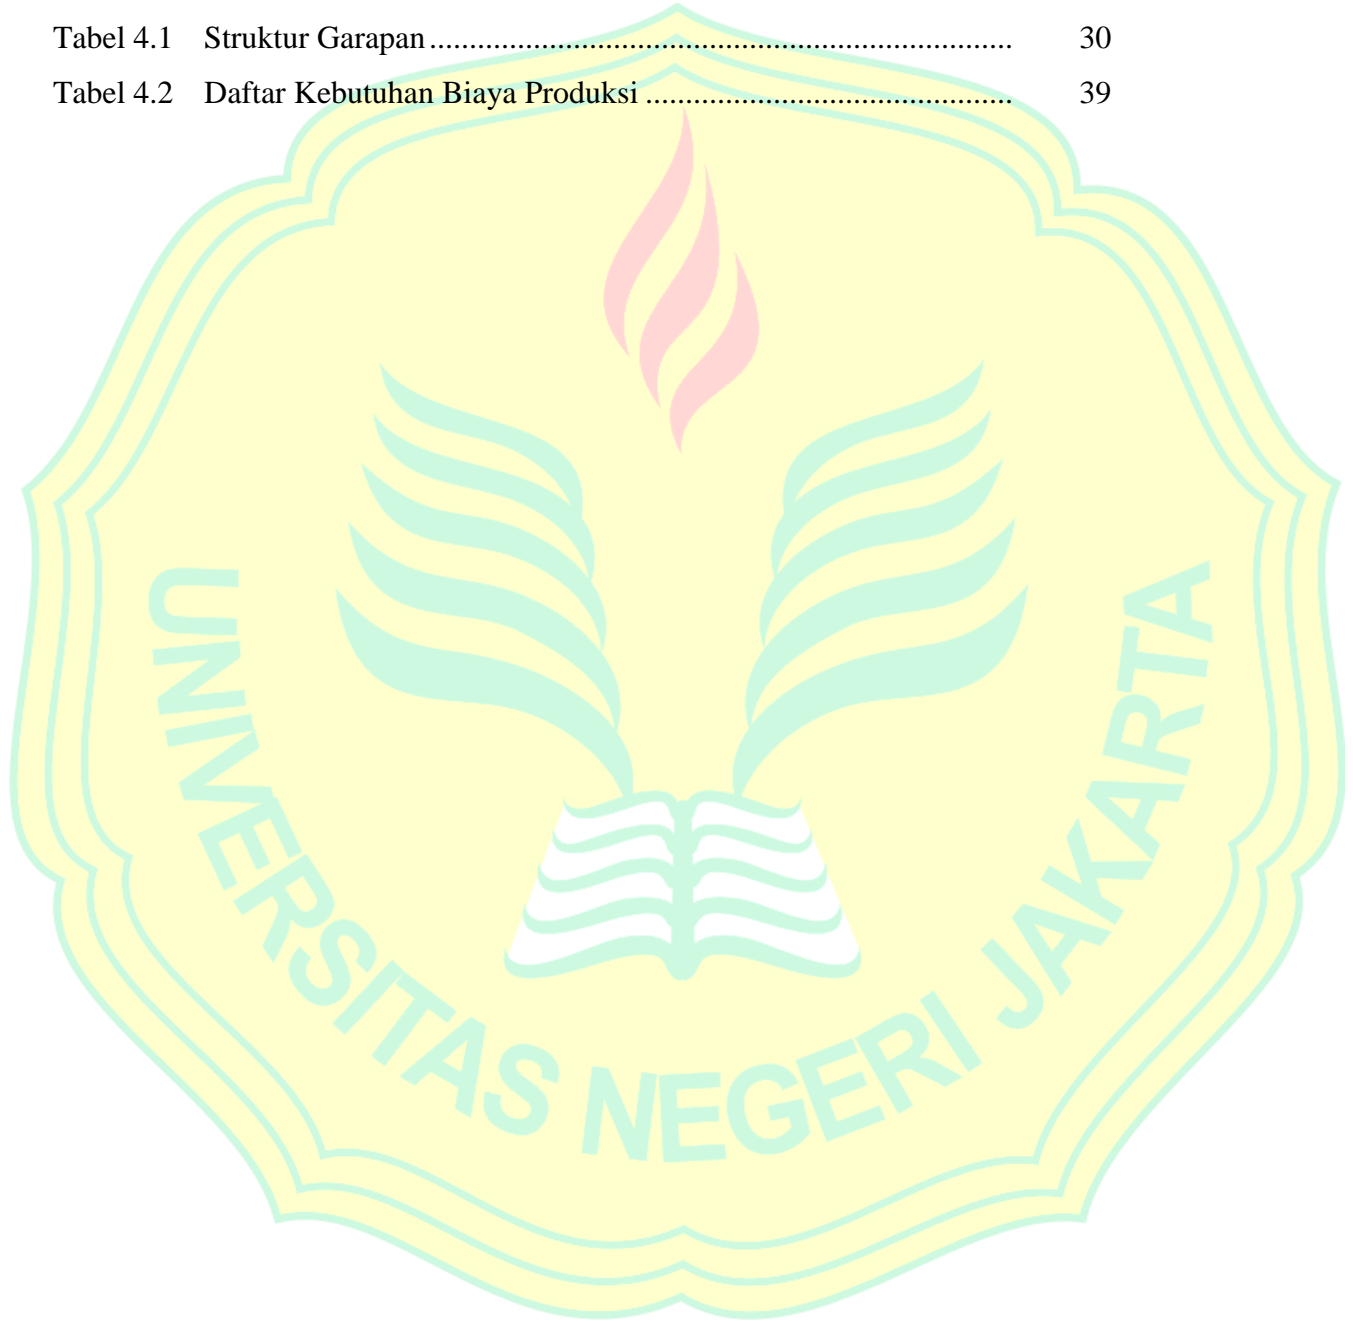 Tabel 4.1 Struktur Garapan........................................................................ 30
Tabel 4.2 Daftar Kebutuhan Biaya Produksi............................................. 39
UNIVERSITAS NEGERI JAKARTA